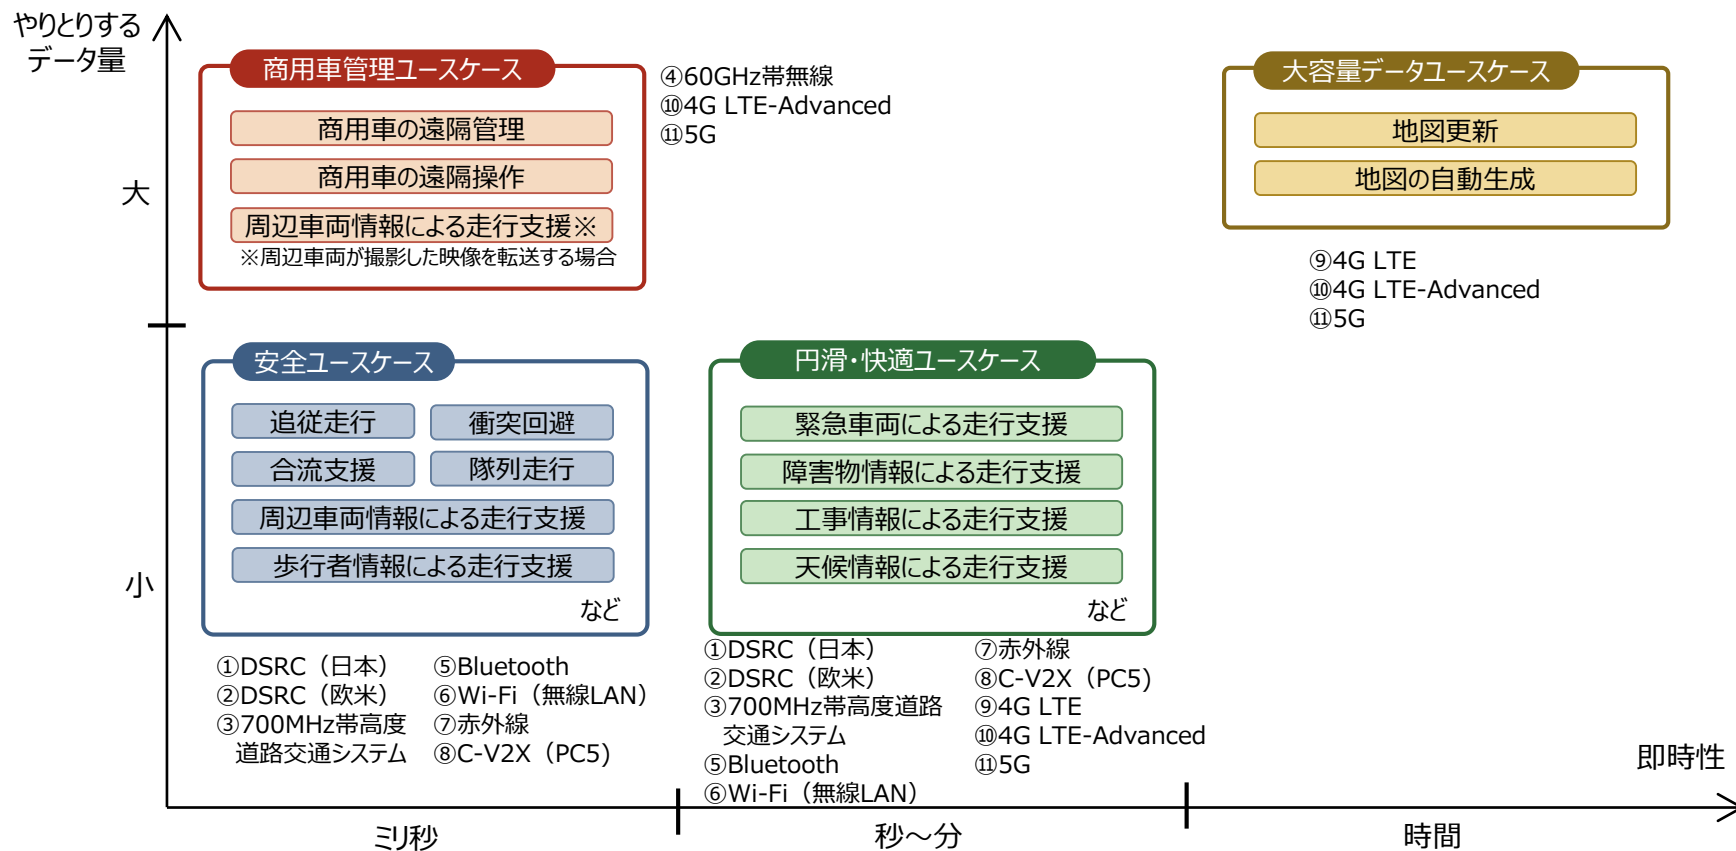 やりとりする
データ量
大
小
商用車管理ユースケース
商用車の遠隔管理
商用車の遠隔操作
周辺車両情報による走行支援※
※周辺車両が撮影した映像を転送する場合
④60GHz帯無線
⑩4G LTE-Advanced
⑪5G
大容量データユースケース
地図更新
地図の自動生成
⑨4G LTE
⑩4G LTE-Advanced
⑪5G
安全ユースケース
追従走行
衝突回避
合流支援
隊列走行
周辺車両情報による走行支援
歩行者情報による走行支援
など
①DSRC（日本）
②DSRC（欧米）
③700MHz帯高度
道路交通システム
⑤Bluetooth
⑥Wi-Fi（無線LAN）
⑦赤外線
⑧C-V2X（PC5)
円滑・快適ユースケース
緊急車両による走行支援
障害物情報による走行支援
工事情報による走行支援
天候情報による走行支援
など
①DSRC（日本）
②DSRC（欧米）
③700MHz帯高度道路
交通システム
⑤Bluetooth
⑥Wi-Fi（無線LAN）
⑦赤外線
⑧C-V2X（PC5)
⑨4G LTE
⑩4G LTE-Advanced
⑪5G
即時性
ミリ秒
秒～分
時間